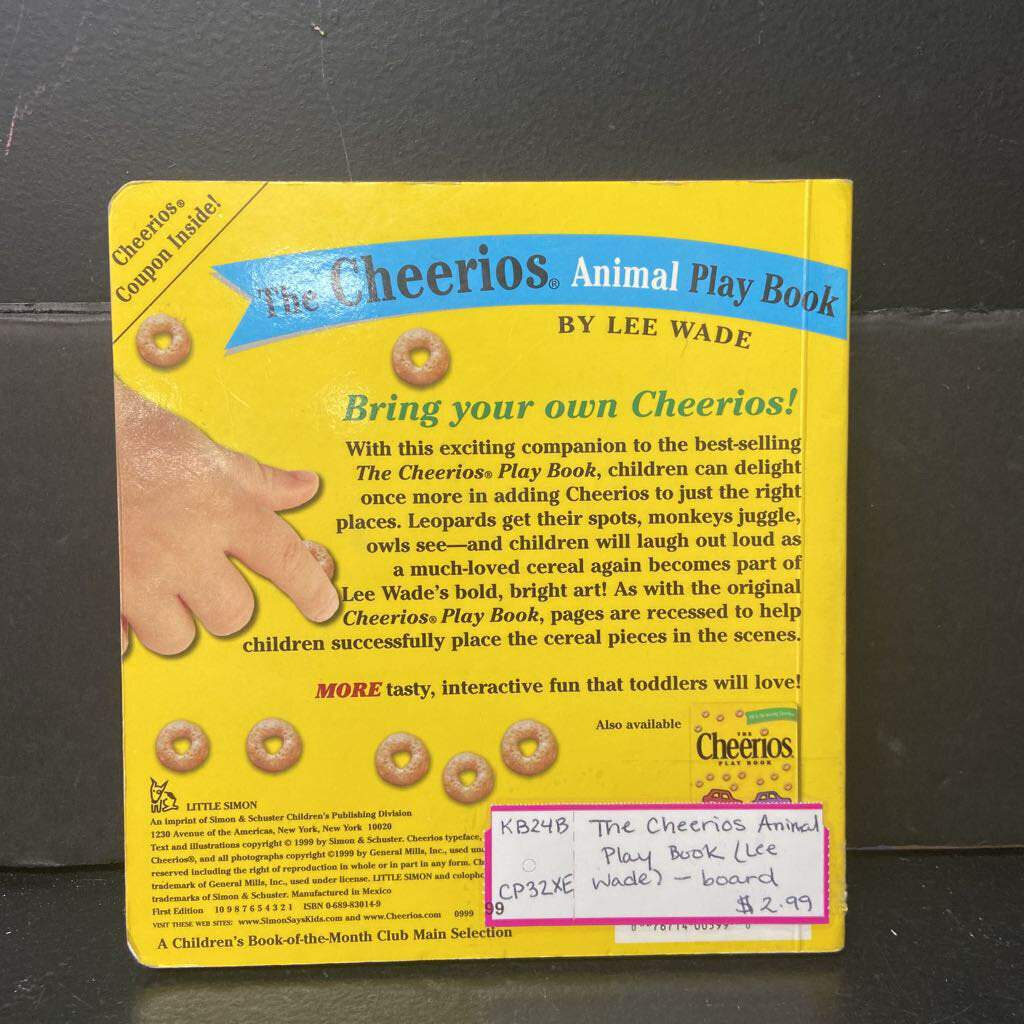 Cheerios®
Coupon Inside!
The Cheerios® Animal Play Book
BY LEE WADE
Bring your own Cheerios!
With this exciting companion to the best-selling
The Cheerios® Play Book, children can delight
once more in adding Cheerios to just the right
places. Leopards get their spots, monkeys juggle,
owls see—and children will laugh out loud as
a much-loved cereal again becomes part of
Lee Wade's bold, bright art! As with the original
Cheerios® Play Book, pages are recessed to help
children successfully place the cereal pieces in the scenes.
MORE tasty, interactive fun that toddlers will love!
Also available
THE
Cheerios
PLAY BOOK
LITTLE SIMON
An imprint of Simon & Schuster Children's Publishing Division
1230 Avenue of the Americas, New York, New York 10020
Text and illustrations copyright © 1999 by Simon & Schuster. Cheerios typeface,
Cheerios®, and all photographs copyright ©1999 by General Mills, Inc., used
reserved including the right of reproduction in whole or in part in any form.
trademark of General Mills, Inc., used under license. LITTLE SIMON and
trademarks of Simon & Schuster. Manufactured in Mexico
First Edition 10 9 8 7 6 5 4 3 2 1 ISBN 0-689-83014-9
VISIT THESE WEB SITES: www.SimonSaysKids.com and www.Cheerios.com 0999 99
A Children's Book-of-the-Month Club Main Selection
KB24B
CP32XE
The Cheerios Animal
Play Book (Lee
Wade) - board
$2.99